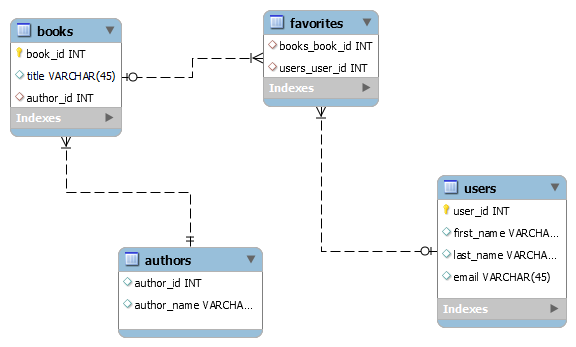 books
book_id INT
title VARCHAR(45)
author_id INT
Indexes
favorites
books_book_id INT
users_user_id INT
Indexes
authors
author_id INT
author_name VARCHA...
users
user_id INT
first_name VARCHA...
last_name VARCHA...
email VARCHAR(45)
Indexes